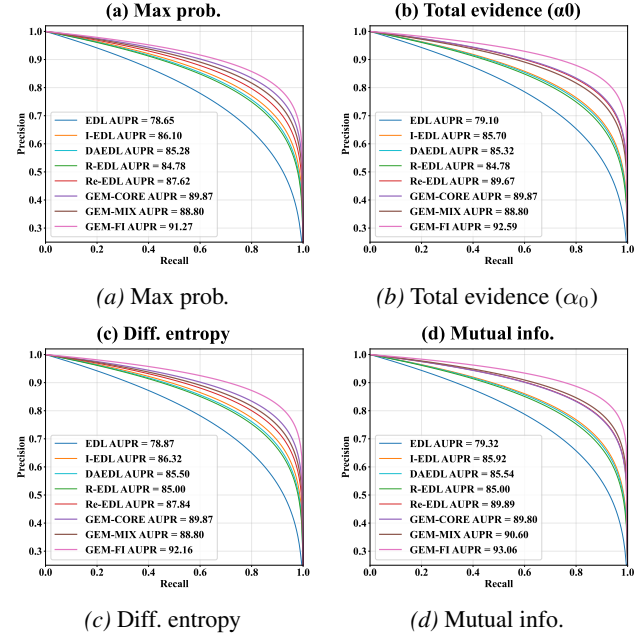 (a) Max prob.
1.0
0.9
0.8
0.7
0.6
0.5
0.4
0.3
Precision
EDL AUPR = 78.65
I-EDL AUPR = 86.10
DAEDL AUPR = 85.28
R-EDL AUPR = 84.78
Re-EDL AUPR = 87.62
GEM-CORE AUPR = 89.87
GEM-MIX AUPR = 88.80
GEM-FI AUPR = 91.27
0.0 0.2 0.4 0.6 0.8 1.0
Recall
(a) Max prob.
(b) Total evidence (α0)
1.0
0.9
0.8
0.7
0.6
0.5
0.4
0.3
Precision
EDL AUPR = 79.10
I-EDL AUPR = 85.70
DAEDL AUPR = 85.32
R-EDL AUPR = 84.78
Re-EDL AUPR = 89.67
GEM-CORE AUPR = 89.87
GEM-MIX AUPR = 88.80
GEM-FI AUPR = 92.59
0.0 0.2 0.4 0.6 0.8 1.0
Recall
(b) Total evidence (α₀)
(c) Diff. entropy
1.0
0.9
0.8
0.7
0.6
0.5
0.4
0.3
Precision
EDL AUPR = 78.87
I-EDL AUPR = 86.32
DAEDL AUPR = 85.50
R-EDL AUPR = 85.00
Re-EDL AUPR = 87.84
GEM-CORE AUPR = 89.87
GEM-MIX AUPR = 88.80
GEM-FI AUPR = 92.16
0.0 0.2 0.4 0.6 0.8 1.0
Recall
(c) Diff. entropy
(d) Mutual info.
1.0
0.9
0.8
0.7
0.6
0.5
0.4
0.3
Precision
EDL AUPR = 79.32
I-EDL AUPR = 85.92
DAEDL AUPR = 85.54
R-EDL AUPR = 85.00
Re-EDL AUPR = 89.89
GEM-CORE AUPR = 89.80
GEM-MIX AUPR = 90.60
GEM-FI AUPR = 93.06
0.0 0.2 0.4 0.6 0.8 1.0
Recall
(d) Mutual info.